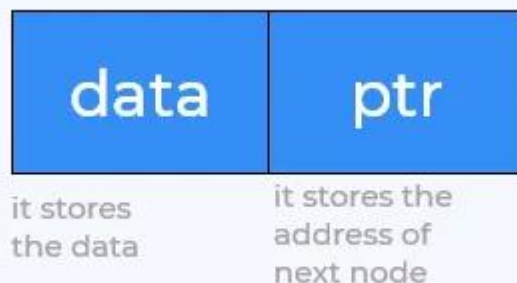 data
ptr
it stores
the data
it stores the
address of
next node